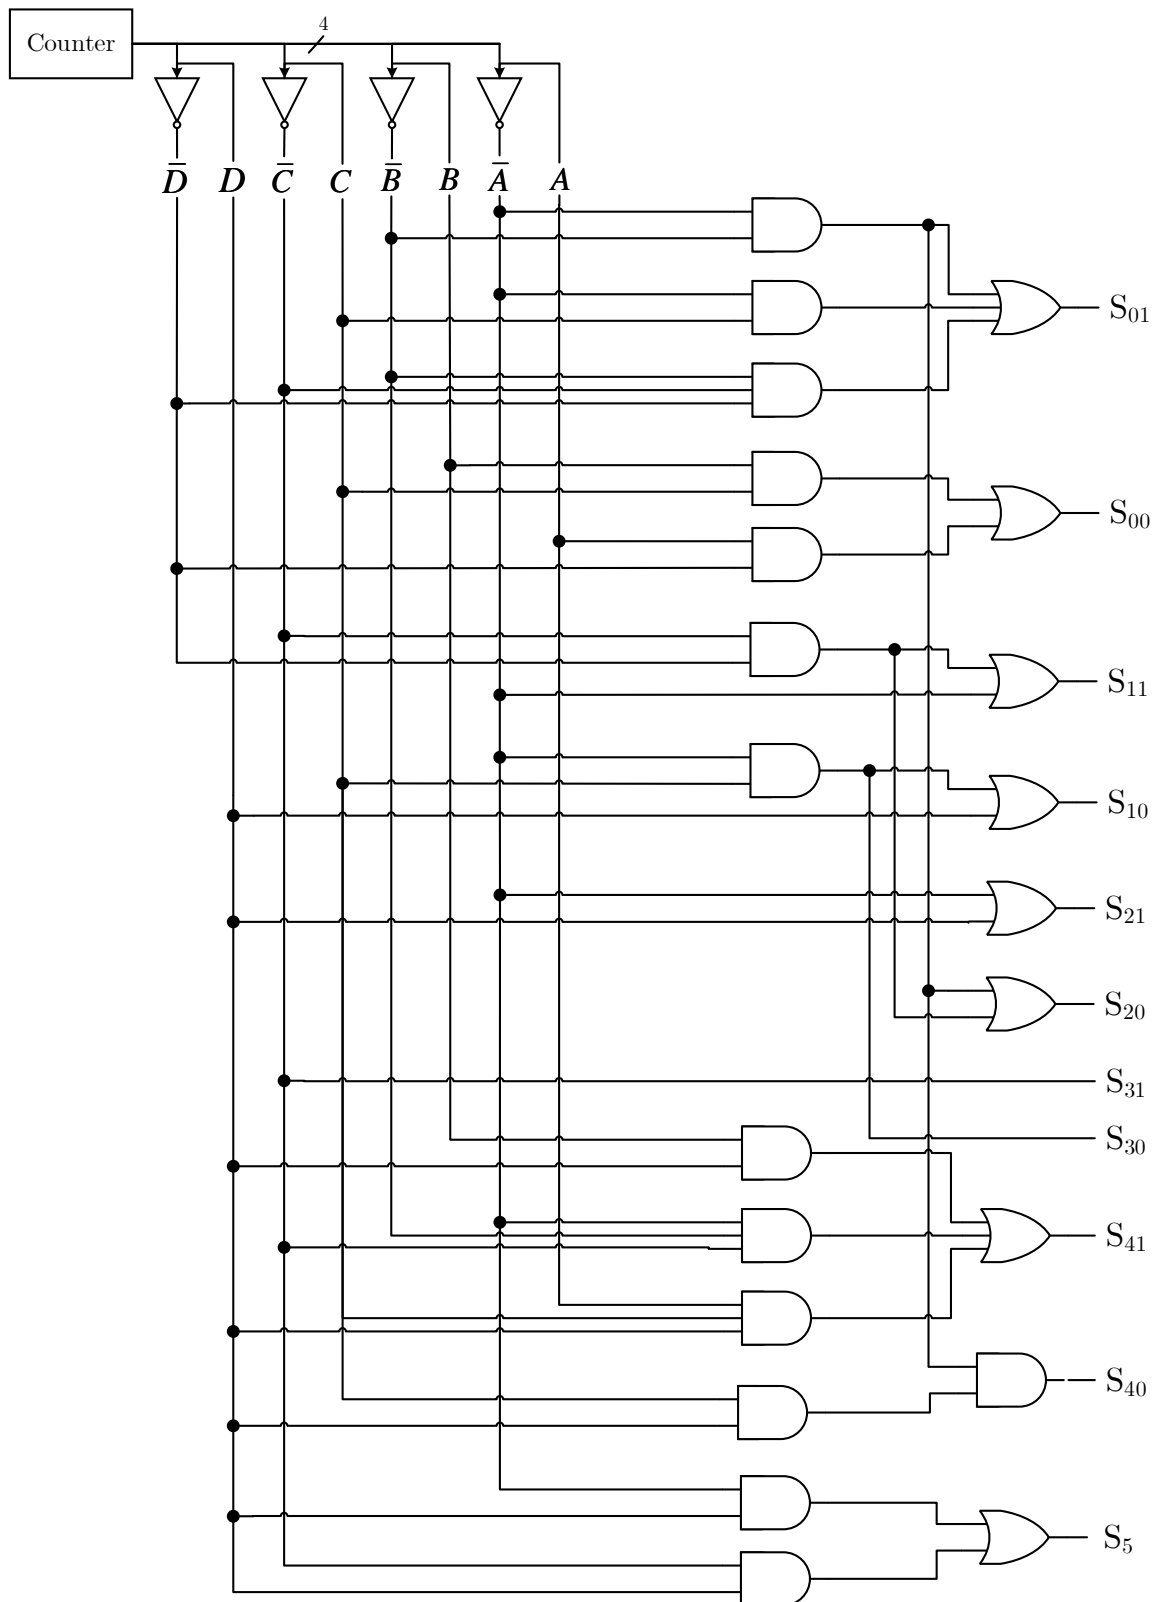 4
Counter
D̅ D C̅ C B̅ B A̅ A
S₀₁
S₀₀
S₁₁
S₁₀
S₂₁
S₂₀
S₃₁
S₃₀
S₄₁
S₄₀
S₅